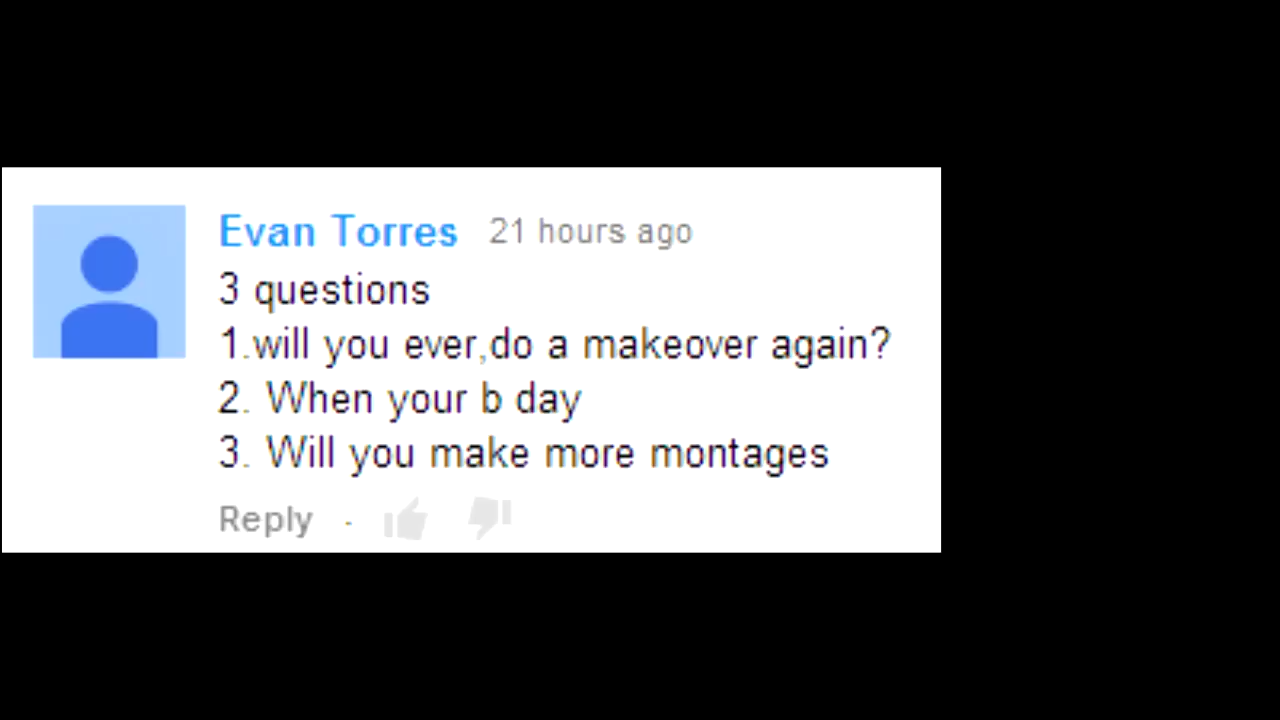 Evan Torres 21 hours ago
3 questions
1.will you ever,do a makeover again?
2. When your b day
3. Will you make more montages
Reply ·